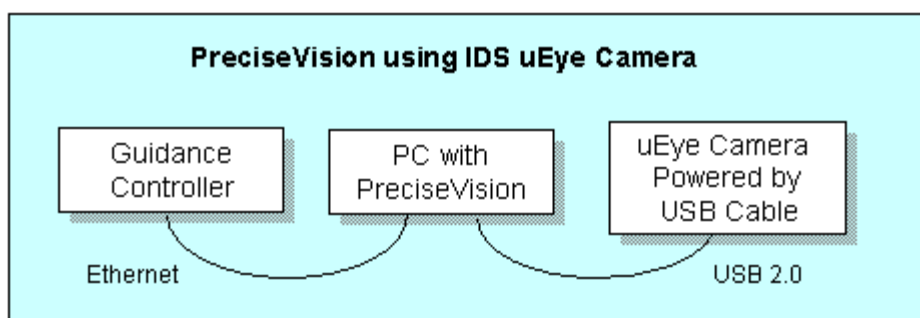 PreciseVision using IDS uEye Camera
Guidance
Controller
PC with
PreciseVision
uEye Camera
Powered by
USB Cable
Ethernet
USB 2.0